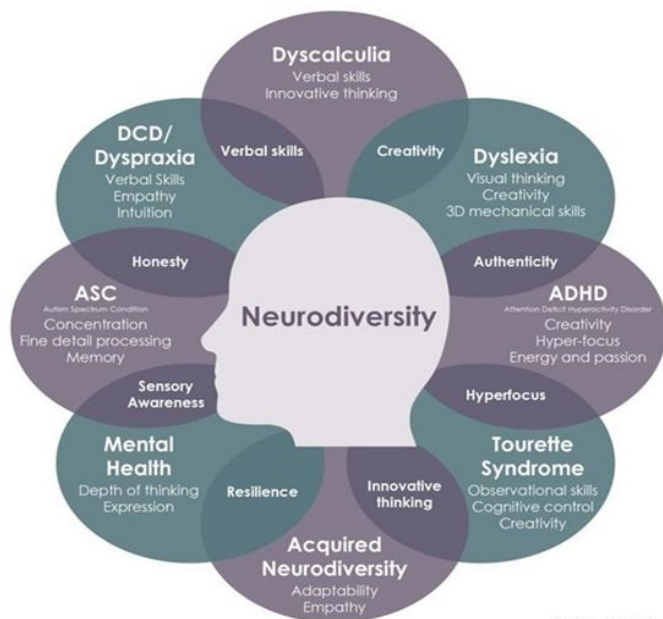 Dyscalculia
Verbal skills
Innovative thinking
Verbal skills
Creativity
DCD/
Dyspraxia
Verbal Skills
Empathy
Intuition
Dyslexia
Visual thinking
Creativity
3D mechanical skills
Honesty
Authenticity
Neurodiversity
ASC
Autism Spectrum Condition
Concentration
Fine detail processing
Memory
ADHD
Attention Deficit Hyperactivity Disorder
Creativity
Hyper-focus
Energy and passion
Sensory
Awareness
Hyperfocus
Mental
Health
Depth of thinking
Expression
Resilience
Innovative
thinking
Tourette
Syndrome
Observational skills
Cognitive control
Creativity
Acquired
Neurodiversity
Adaptability
Empathy